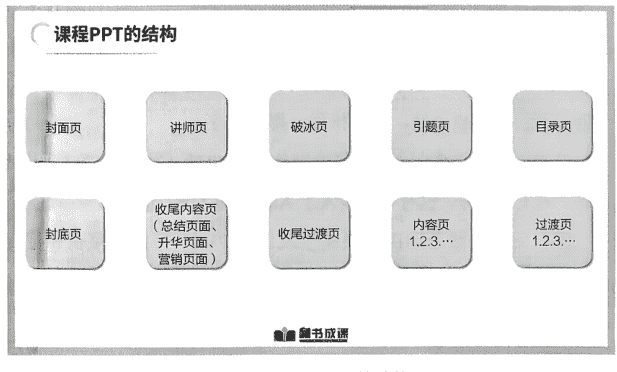 课程PPT的结构
封面页
讲师页
破冰页
引题页
目录页
封底页
收尾内容页
（总结页面、
升华页面、
营销页面）
收尾过渡页
内容页
1.2.3.…
过渡页
1.2.3.…
翻书成课